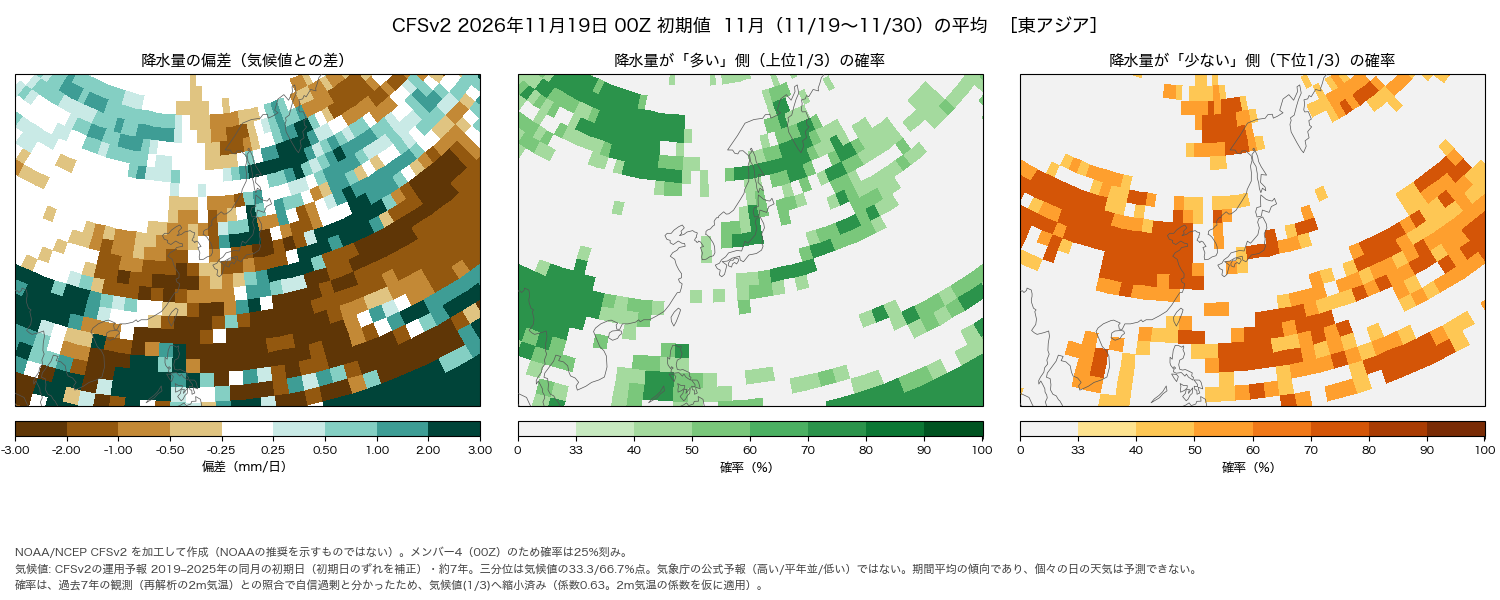 CFSv2 2026年11月19日 00Z 初期値 11月（11/19～11/30）の平均 ［東アジア］
降水量の偏差（気候値との差）
降水量が「多い」側（上位1/3）の確率
降水量が「少ない」側（下位1/3）の確率
-3.00 -2.00 -1.00 -0.50 -0.25 0.25 0.50 1.00 2.00 3.00
偏差（mm/日）
0 33 40 50 60 70 80 90 100
確率（%）
0 33 40 50 60 70 80 90 100
確率（%）
NOAA/NCEP CFSv2 を加工して作成（NOAAの推奨を示すものではない）。メンバー4（00Z）のため確率は25%刻み。
気候値: CFSv2の運用予報 2019–2025年の同月の初期日（初期日のずれを補正）・約7年。三分位は気候値の33.3/66.7%点。気象庁の公式予報（高い/平年並/低い）ではない。期間平均の傾向であり、個々の日の天気は予測できない。
確率は、過去7年の観測（再解析の2m気温）との照合で自信過剰と分かったため、気候値(1/3)へ縮小済み（係数0.63。2m気温の係数を仮に適用）。